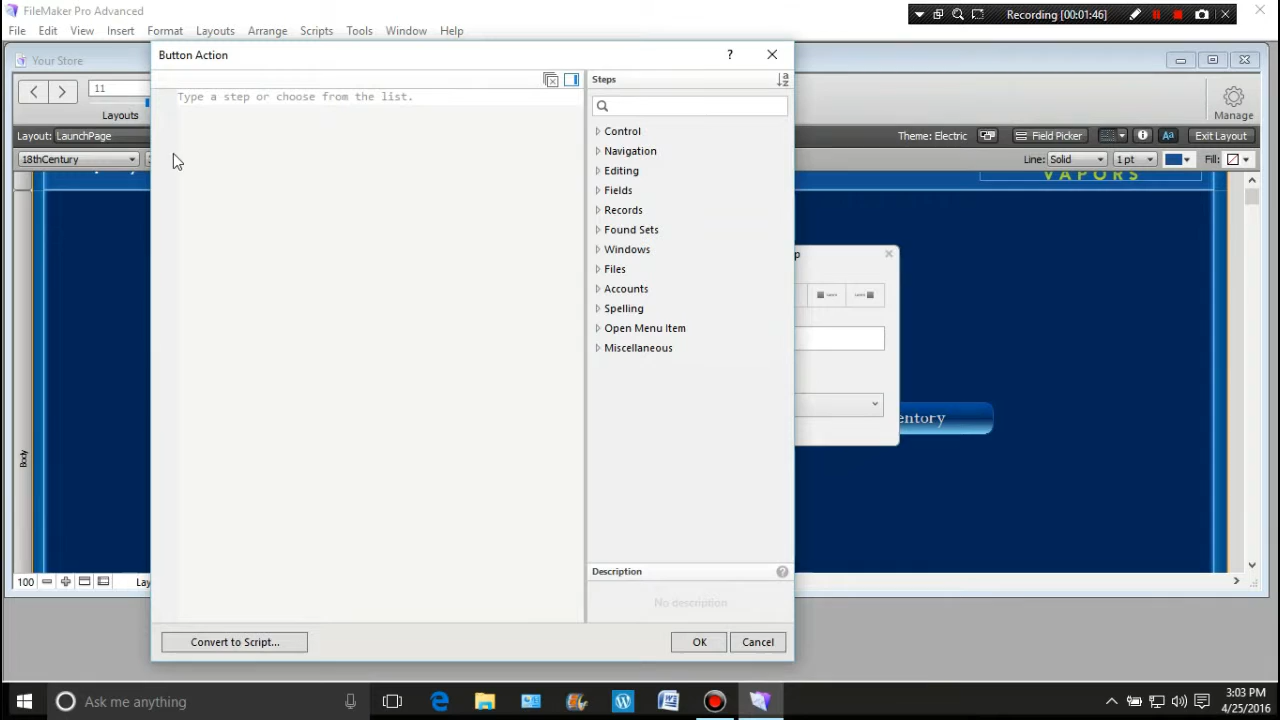 FileMaker Pro Advanced
Recording [00:01:46]
File Edit View Insert Format Layouts Arrange Scripts Tools Window Help
Your Store
Button Action
?
11
Layouts
Manage
Layout: LaunchPage
Theme: Electric
Field Picker
Aa
Exit Layout
18thCentury
Line: Solid
1 pt
Fill:
VAPORS
Type a step or choose from the list.
Steps
Control
Navigation
Editing
Fields
Records
Found Sets
Windows
Files
Accounts
Spelling
Open Menu Item
Miscellaneous
p
entory
Body
Description
No description
100
Lay
Convert to Script...
OK
Cancel
Ask me anything
3:03 PM
4/25/2016